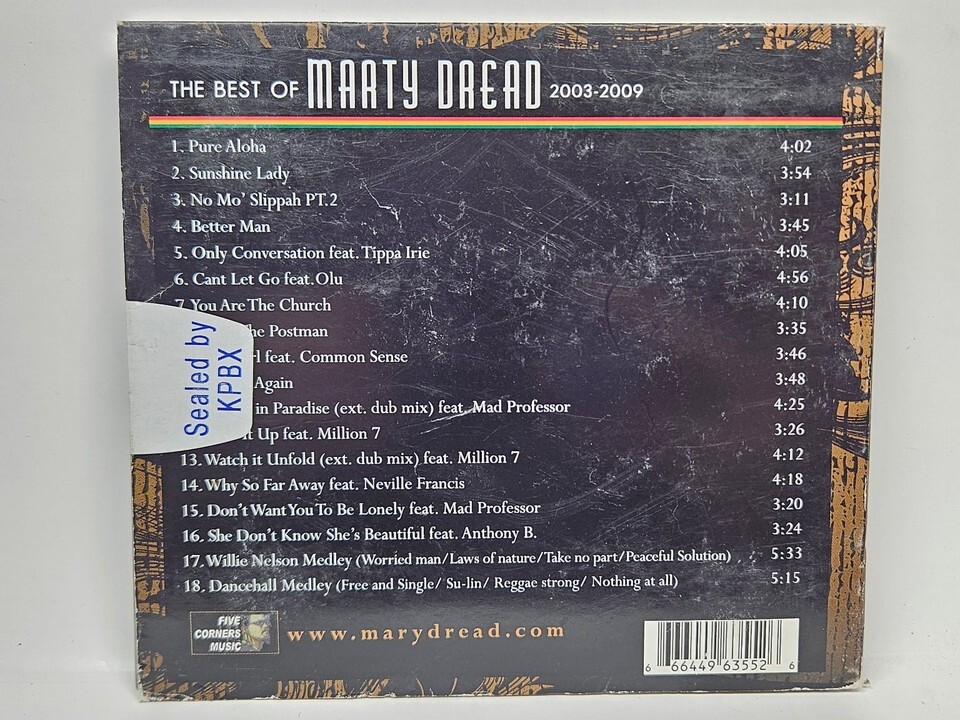 THE BEST OF MARTY DREAD 2003-2009
1. Pure Aloha 4:02
2. Sunshine Lady 3:54
3. No Mo' Slippah PT.2 3:11
4. Better Man 3:45
5. Only Conversation feat. Tippa Irie 4:05
6. Cant Let Go feat.Olu 4:56
7 You Are The Church 4:10
he Postman 3:35
rl feat. Common Sense 3:46
Again 3:48
in Paradise (ext. dub mix) feat. Mad Professor 4:25
it Up feat. Million 7 3:26
13. Watch it Unfold (ext. dub mix) feat. Million 7 4:12
14. Why So Far Away feat. Neville Francis 4:18
15. Don't Want You To Be Lonely feat. Mad Professor 3:20
16. She Don't Know She's Beautiful feat. Anthony B. 3:24
17. Willie Nelson Medley (Worried man/Laws of nature/Take no part/Peaceful Solution) 5:33
18. Dancehall Medley (Free and Single/ Su-lin/ Reggae strong/ Nothing at all) 5:15
Sealed by
KPBX
FIVE
CORNERS
MUSIC
www.marydread.com
6 66449 63552 6